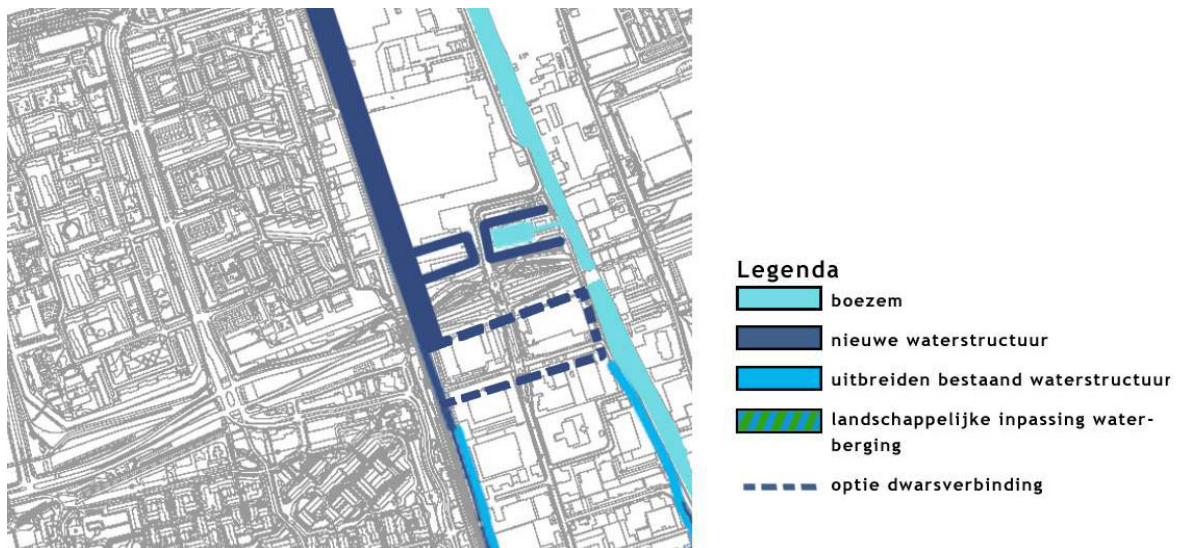 Legenda
boezem
nieuwe waterstructuur
uitbreiden bestaand waterstructuur
landschappelijke inpassing water-
berging
optie dwarsverbinding